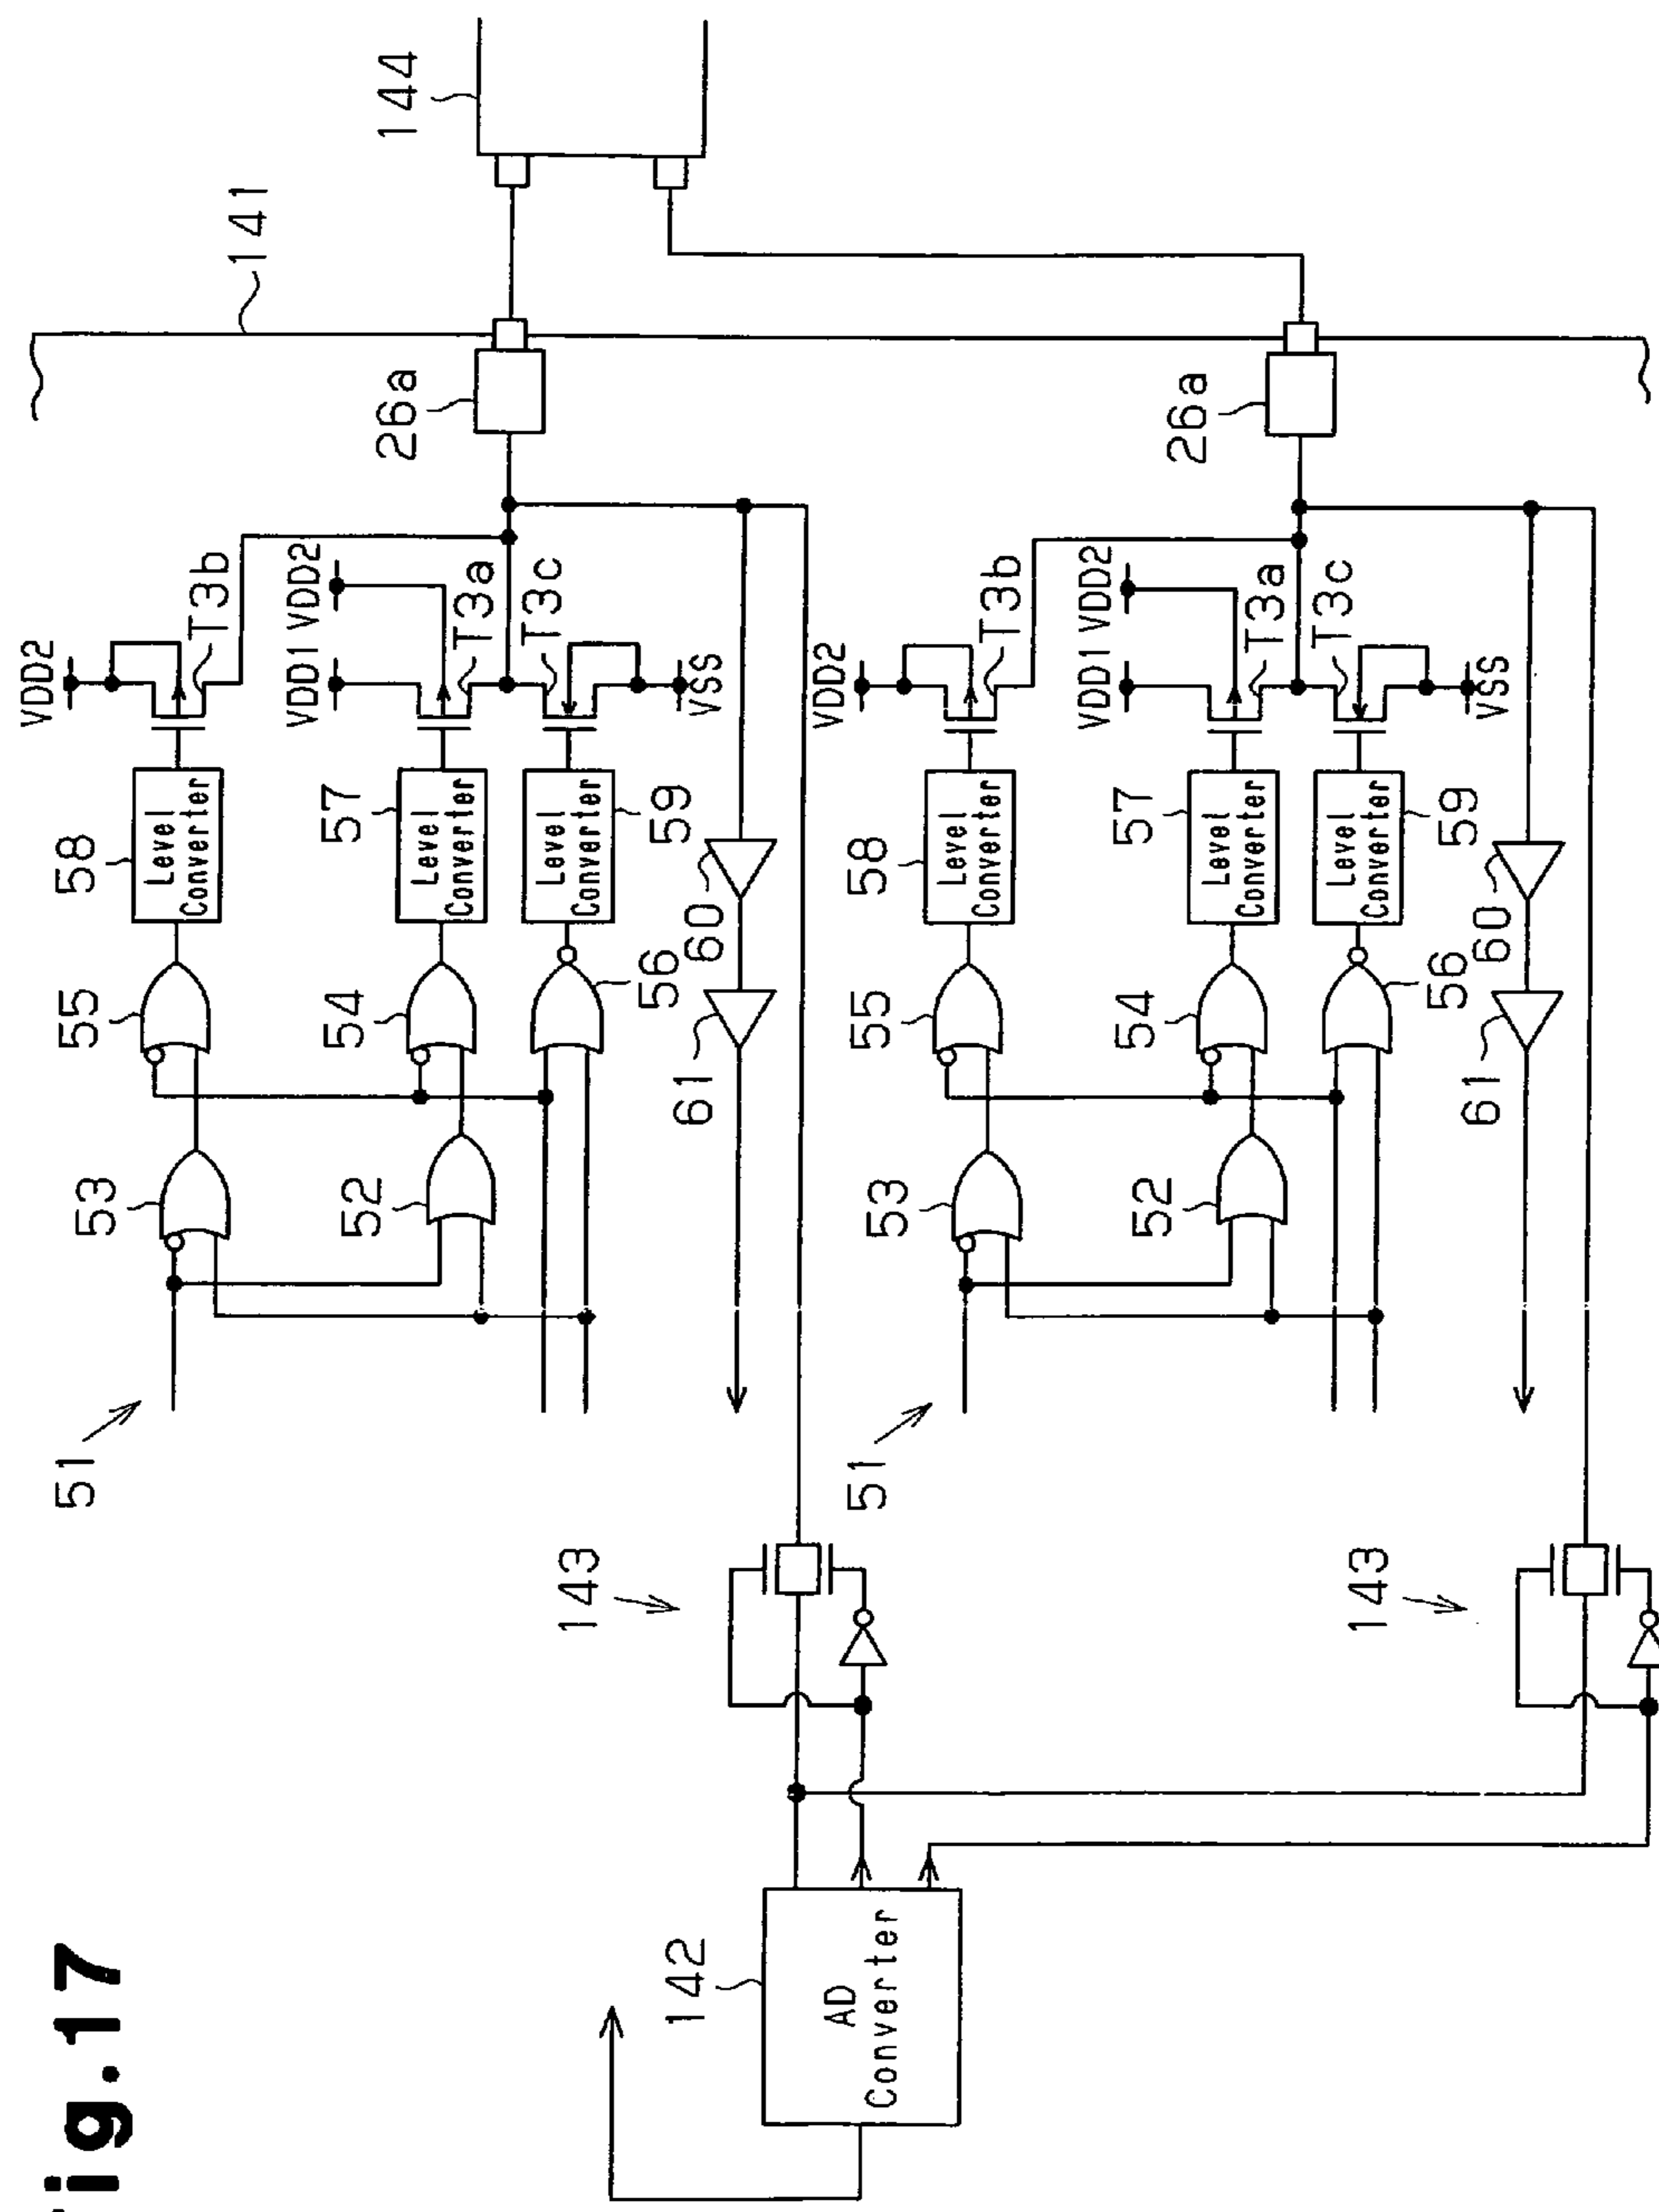 Fig.17
51
53
52
55
54
56
58
Level
Converter
57
Level
Converter
59
Level
Converter
60
61
VDD2
T3b
VDD1
VDD2
T3a
T3c
VSS
26a
141
144
51
53
52
55
54
56
58
Level
Converter
57
Level
Converter
59
Level
Converter
60
61
VDD2
T3b
VDD1
VDD2
T3a
T3c
VSS
26a
142
AD
Converter
143
143